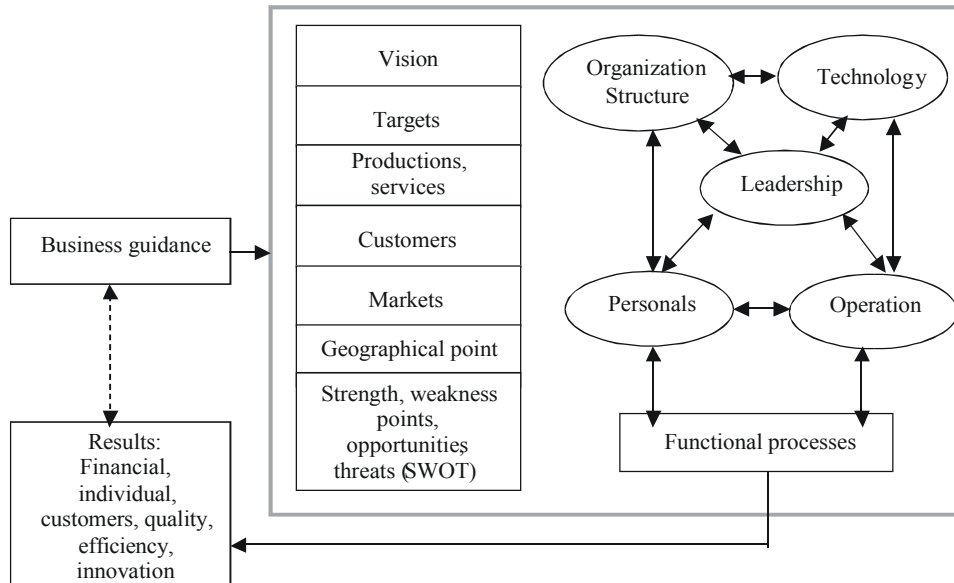 Vision
Targets
Productions,
services
Customers
Markets
Geographical point
Strength, weakness
points,
opportunities,
threats (SWOT)
Organization
Structure
Technology
Leadership
Personals
Operation
Functional processes
Business guidance
Results:
Financial,
individual,
customers, quality,
efficiency,
innovation